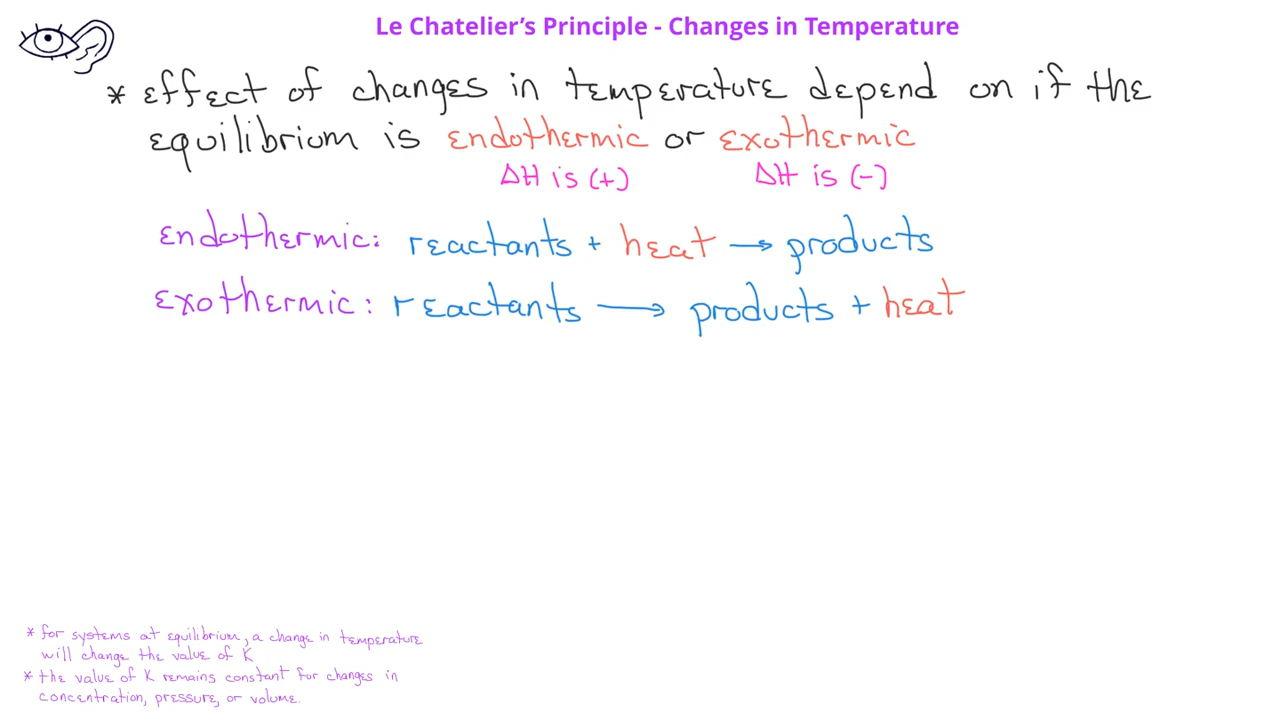 Le Chatelier’s Principle - Changes in Temperature
* effect of changes in temperature depend on if the
equilibrium is endothermic or exothermic
ΔH is (+) ΔH is (-)
endothermic: reactants + heat → products
exothermic: reactants → products + heat
* for systems at equilibrium, a change in temperature
will change the value of K
* the value of K remains constant for changes in
concentration, pressure, or volume.